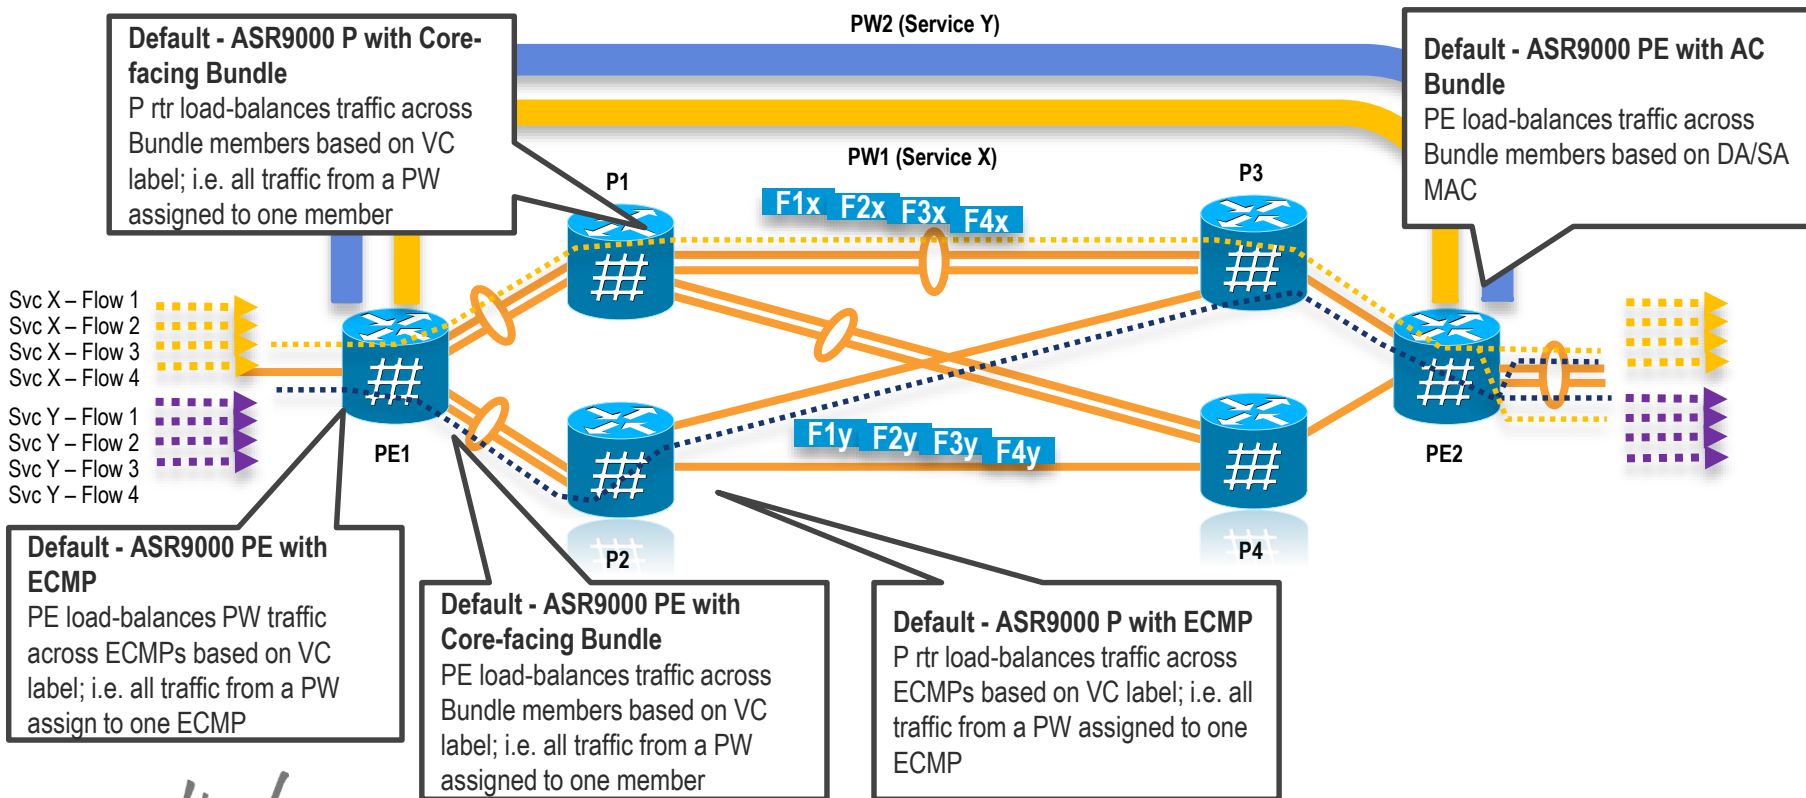 PW2 (Service Y)
Default - ASR9000 P with Core-
facing Bundle
P rtr load-balances traffic across
Bundle members based on VC
label; i.e. all traffic from a PW
assigned to one member
Default - ASR9000 PE with AC
Bundle
PE load-balances traffic across
Bundle members based on DA/SA
MAC
PW1 (Service X)
P1
P3
F1x
F2x
F3x
F4x
Svc X – Flow 1
Svc X – Flow 2
Svc X – Flow 3
Svc X – Flow 4
Svc Y – Flow 1
Svc Y – Flow 2
Svc Y – Flow 3
Svc Y – Flow 4
PE1
F1y
F2y
F3y
F4y
PE2
P2
P4
Default - ASR9000 PE with
ECMP
PE load-balances PW traffic
across ECMPs based on VC
label; i.e. all traffic from a PW
assign to one ECMP
Default - ASR9000 PE with
Core-facing Bundle
PE load-balances traffic across
Bundle members based on VC
label; i.e. all traffic from a PW
assigned to one member
Default - ASR9000 P with ECMP
P rtr load-balances traffic across
ECMPs based on VC label; i.e. all
traffic from a PW assigned to one
ECMP